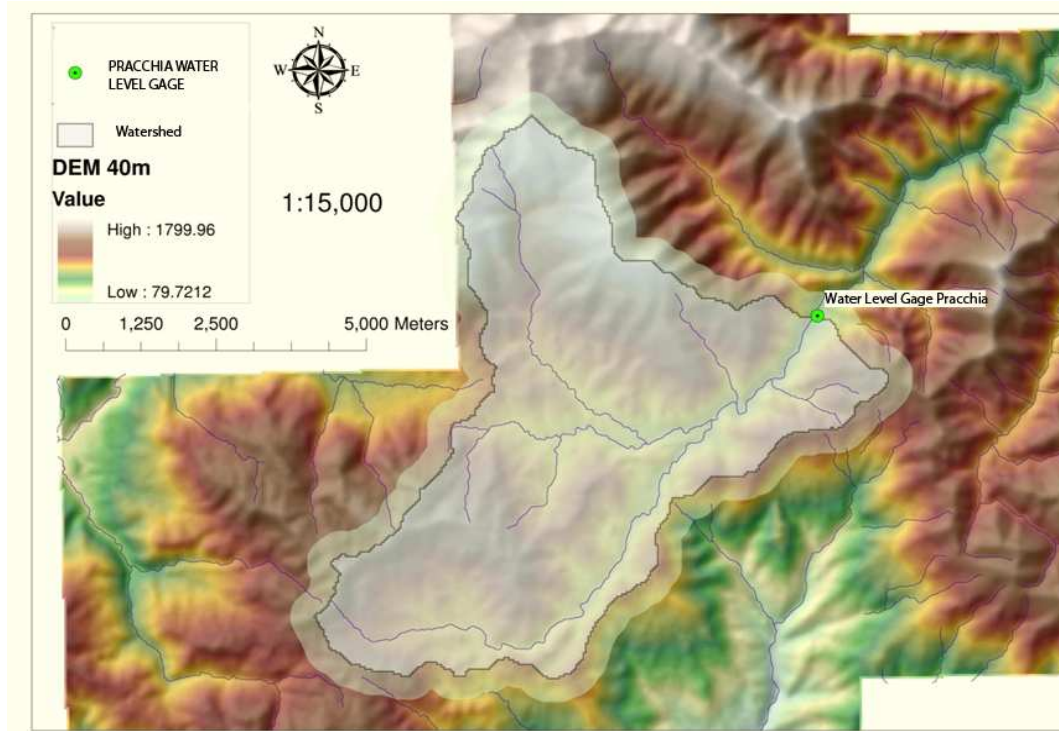 PRACCHIA WATER
LEVEL GAGE
Watershed
DEM 40m
Value
High : 1799.96
Low : 79.7212
N
W E
S
1:15,000
0 1,250 2,500 5,000 Meters
Water Level Gage Pracchia